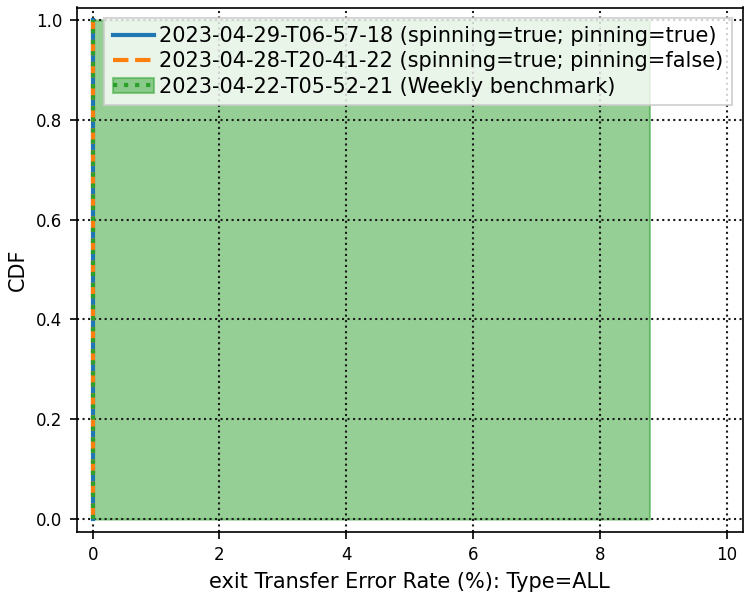 2023-04-29-T06-57-18 (spinning=true; pinning=true)
2023-04-28-T20-41-22 (spinning=true; pinning=false)
2023-04-22-T05-52-21 (Weekly benchmark)
CDF
1.0
0.8
0.6
0.4
0.2
0.0
0 2 4 6 8 10
exit Transfer Error Rate (%): Type=ALL